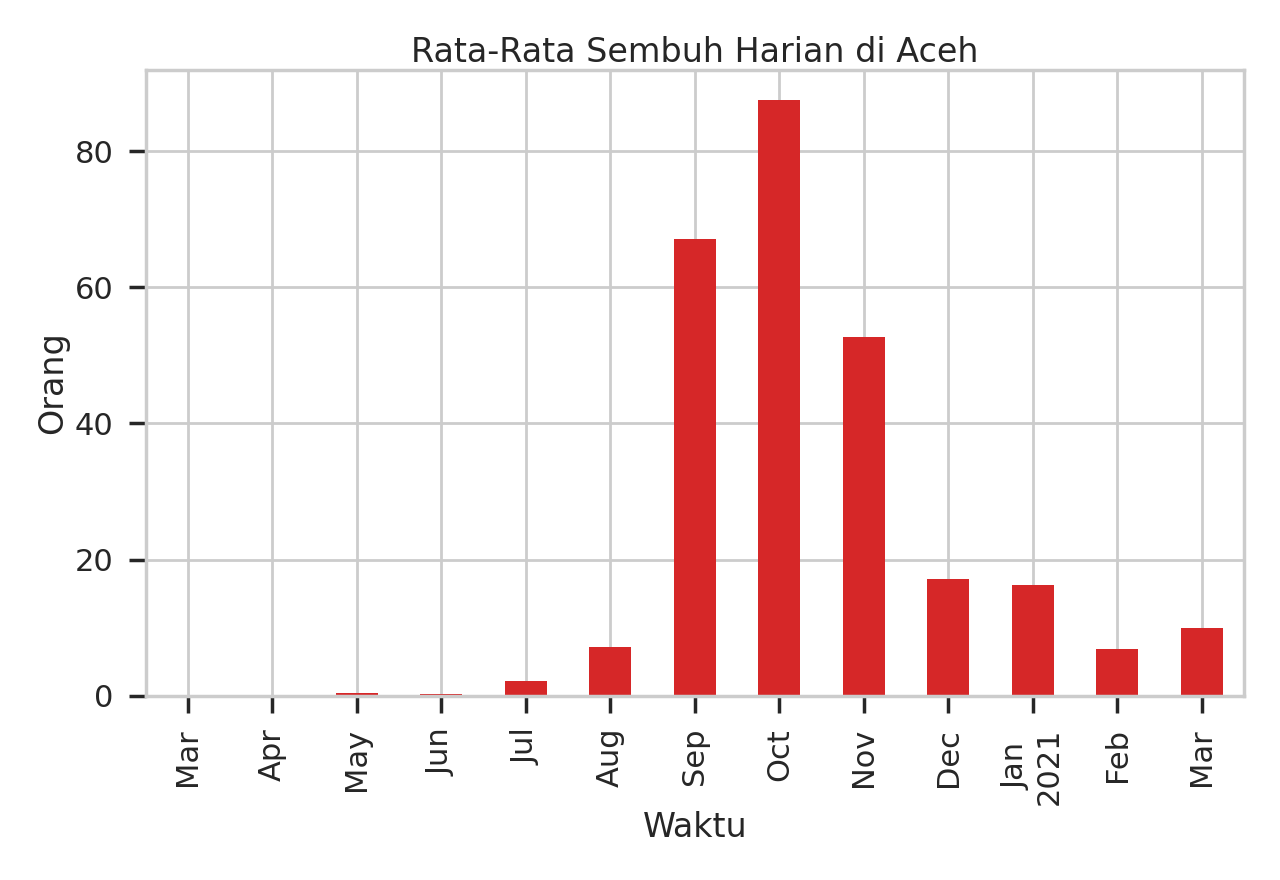 Rata-Rata Sembuh Harian di Aceh
Orang
80
60
40
20
0
Mar
Apr
May
Jun
Jul
Aug
Sep
Oct
Nov
Dec
Jan
2021
Feb
Mar
Waktu